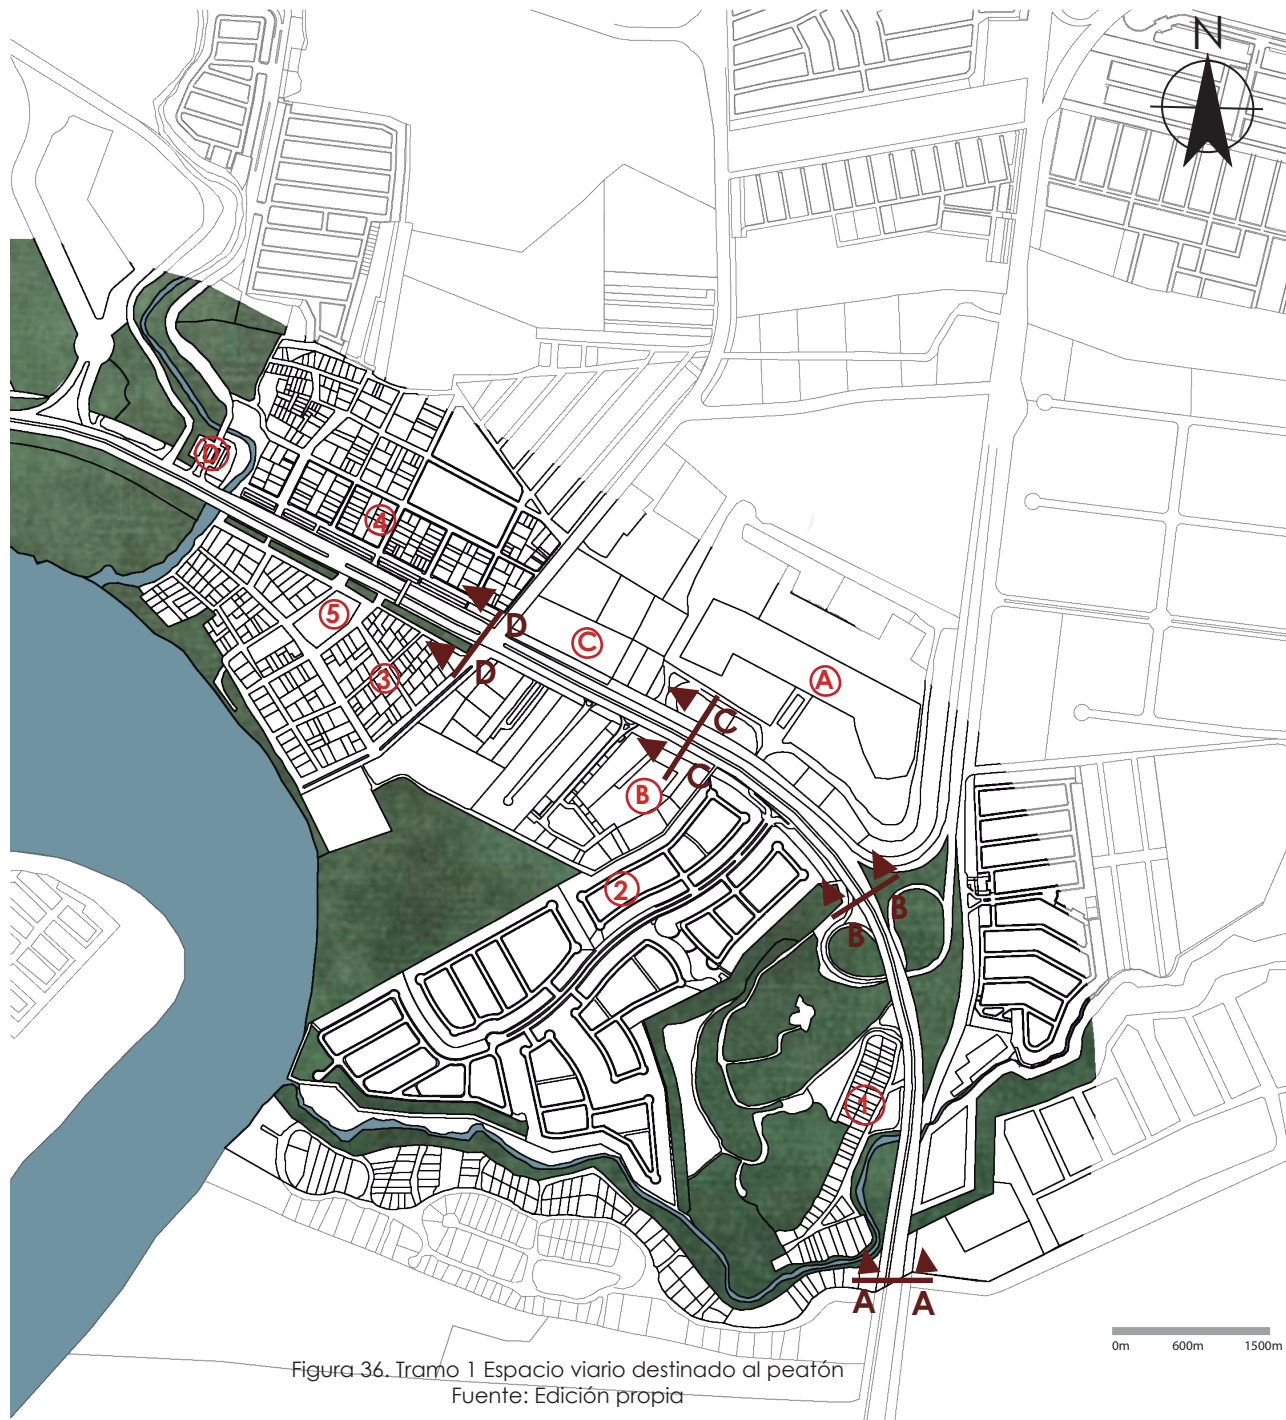 N
D
4
5
D
C
3
D
A
C
C
B
2
B
B
1
A
A
0m 600m 1500m
Figura 36. Tramo 1 Espacio viario destinado al peatón
Fuente: Edición propia